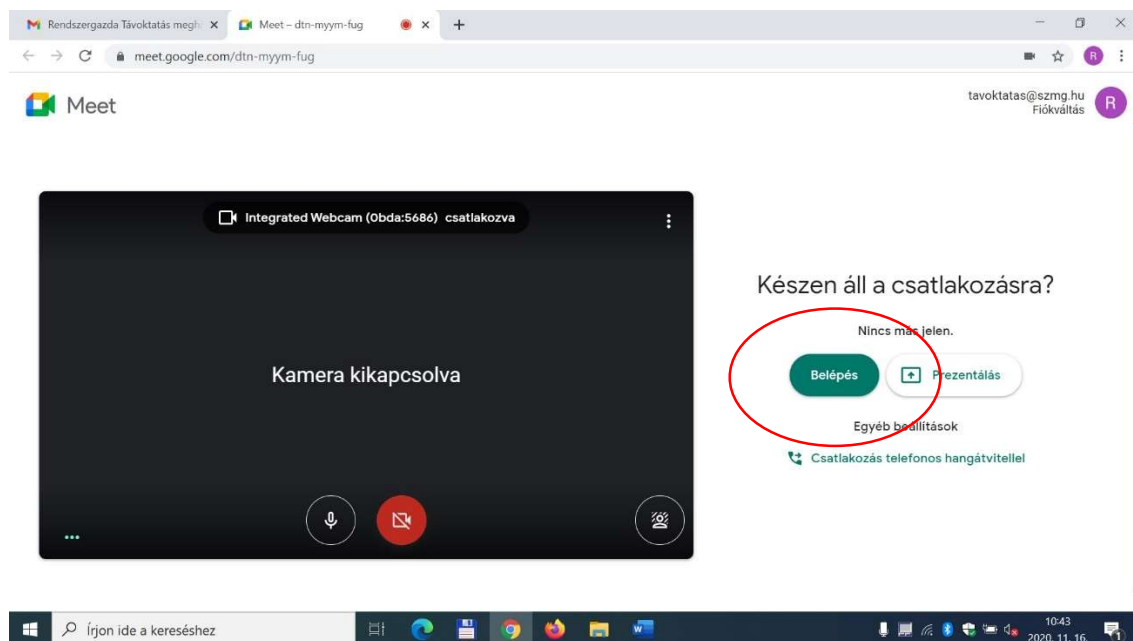 Rendszergazda Távoktatás megh
Meet – dtn-myym-fug
meet.google.com/dtn-myym-fug
R
Meet
tavoktatas@szmg.hu
Fiókváltás
R
Integrated Webcam (0bda:5686) csatlakozva
Kamera kikapcsolva
Készen áll a csatlakozásra?
Nincs más jelen.
Belépés
Prezentálás
Egyéb beállítások
Csatlakozás telefonos hangátvitellel
Írjon ide a kereséshez
10:43
2020. 11. 16.